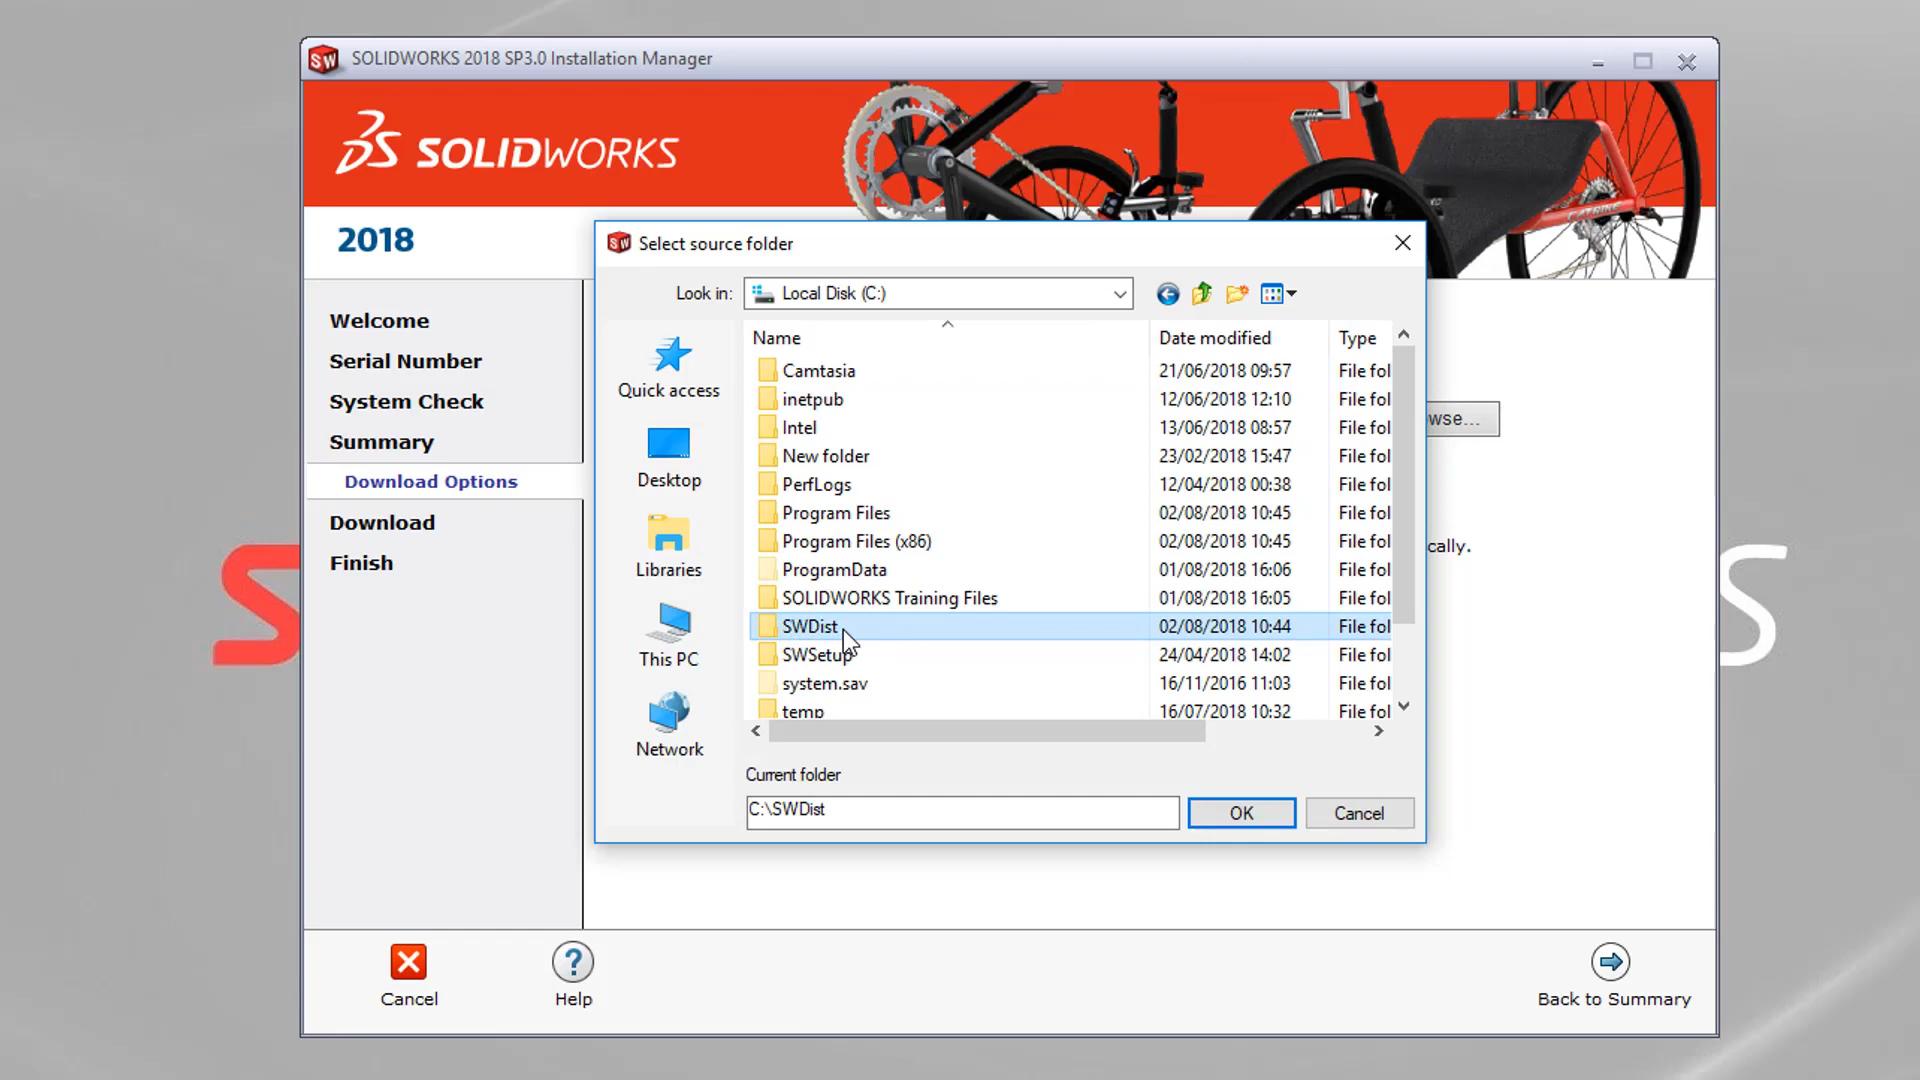 SOLIDWORKS 2018 SP3.0 Installation Manager
SOLIDWORKS
2018
Welcome
Serial Number
System Check
Summary
Download Options
Download
Finish
Select source folder
Look in:
Local Disk (C:)
Quick access
Desktop
Libraries
This PC
Network
Name Date modified Type
Camtasia 21/06/2018 09:57 File fol
inetpub 12/06/2018 12:10 File fol
Intel 13/06/2018 08:57 File fol
New folder 23/02/2018 15:47 File fol
PerfLogs 12/04/2018 00:38 File fol
Program Files 02/08/2018 10:45 File fol
Program Files (x86) 02/08/2018 10:45 File fol
ProgramData 01/08/2018 16:06 File fol
SOLIDWORKS Training Files 01/08/2018 16:05 File fol
SWDist 02/08/2018 10:44 File fol
SWSetup 24/04/2018 14:02 File fol
system.sav 16/11/2016 11:03 File fol
temp 16/07/2018 10:32 File fol
Current folder
C:\SWDist
OK
Cancel
wse...
cally.
CATRIKE
S
S
Cancel
Help
Back to Summary